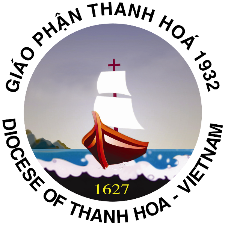 GIÁO PHẬN THANH HOÁ 1932
1627
DIOCESE OF THANH HOA - VIETNAM